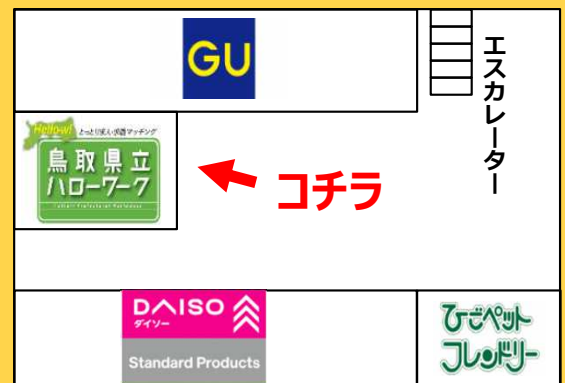 GU
エスカレーター
Hellow!
とっとり求人・求職マッチング
鳥取県立
ハローワーク
コチラ
DAISO
ダイソー
Standard Products
ひごペット
フレンドリー